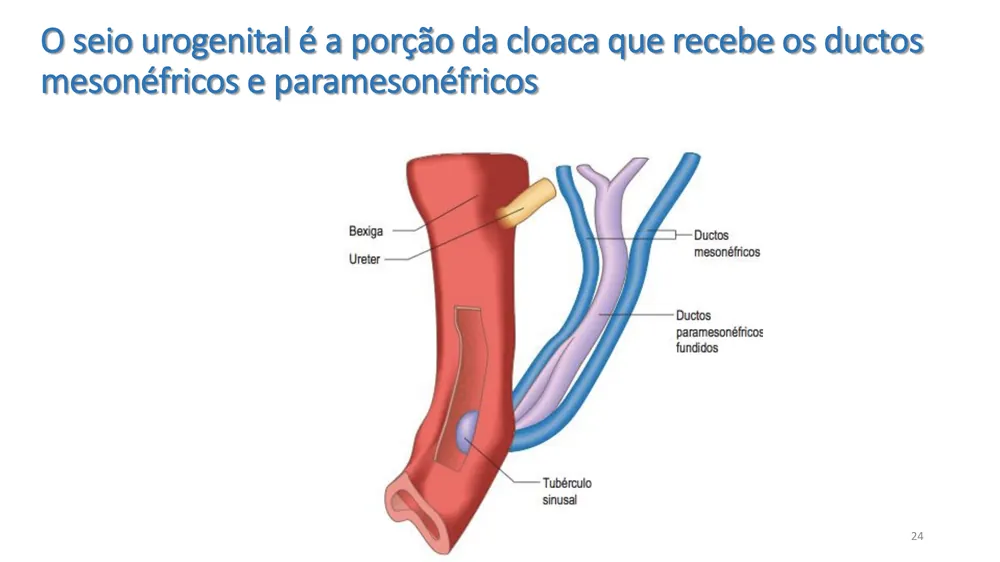 O seio urogenital é a porção da cloaca que recebe os ductos
mesonéfricos e paramesonéfricos
Bexiga
Ureter
Ductos
mesonéfricos
Ductos
paramesonéfricos
fundidos
Tubérculo
sinusal
24